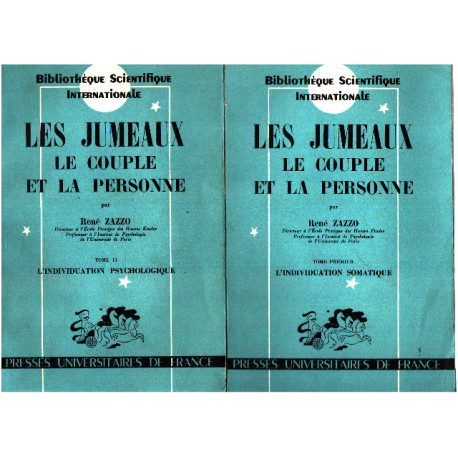 Bibliothèque Scientifique
Internationale
LES JUMEAUX
LE COUPLE
ET LA PERSONNE
par
René ZAZZO
Directeur à l'École Pratique des Hautes Études
Professeur à l'Institut de Psychologie
de l'Université de Paris
TOME II
L'INDIVIDUATION PSYCHOLOGIQUE
PRESSES UNIVERSITAIRES DE FRANCE
Bibliothèque Scientifique
Internationale
LES JUMEAUX
LE COUPLE
ET LA PERSONNE
par
René ZAZZO
Directeur à l'École Pratique des Hautes Études
Professeur à l'Institut de Psychologie
de l'Université de Paris
TOME PREMIER
L'INDIVIDUATION SOMATIQUE
PRESSES UNIVERSITAIRES DE FRANCE